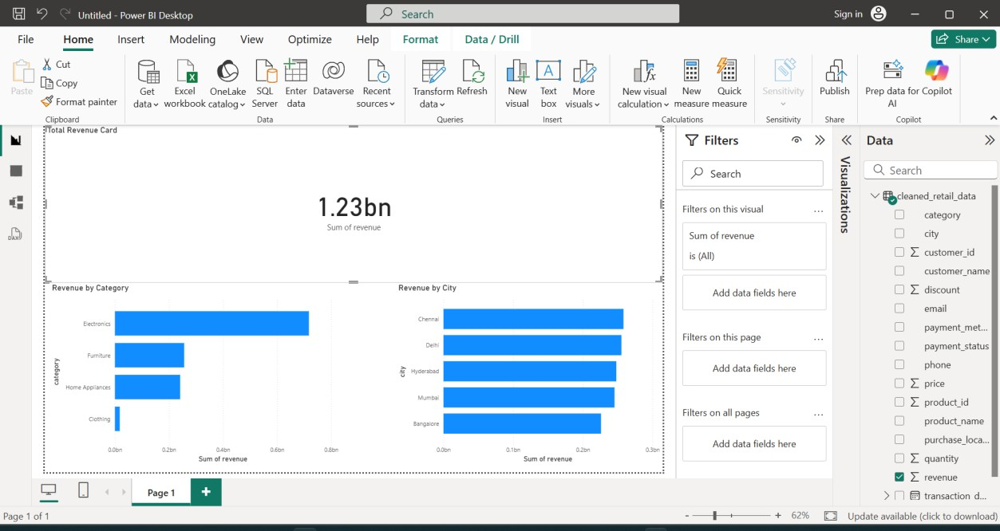 Untitled - Power BI Desktop
Search
Sign in
File Home Insert Modeling View Optimize Help Format Data / Drill
Share
Paste
Cut
Copy
Format painter
Clipboard
Get data
Excel workbook
OneLake catalog
SQL Server
Enter data
Dataverse
Recent sources
Data
Transform data
Refresh
Queries
New visual
Text box
More visuals
Insert
New visual calculation
New measure
Quick measure
Calculations
Sensitivity
Sensitivity
Publish
Share
Prep data for AI
Copilot
Copilot
Total Revenue Card
1.23bn
Sum of revenue
Revenue by Category
category
Electronics
Furniture
Home Appliances
Clothing
0.0bn 0.2bn 0.4bn 0.6bn 0.8bn
Sum of revenue
Revenue by City
city
Chennai
Delhi
Hyderabad
Mumbai
Bangalore
0.0bn 0.1bn 0.2bn 0.3bn
Sum of revenue
Filters
Search
Filters on this visual
...
Sum of revenue
is (All)
Add data fields here
Filters on this page
...
Add data fields here
Filters on all pages
...
Add data fields here
Visualizations
Data
Search
cleaned_retail_data
category
city
customer_id
customer_name
discount
email
payment_met...
payment_status
phone
price
product_id
product_name
purchase_loca...
quantity
revenue
transaction_d...
Page 1
+
Page 1 of 1
- + 62%
Update available (click to download)